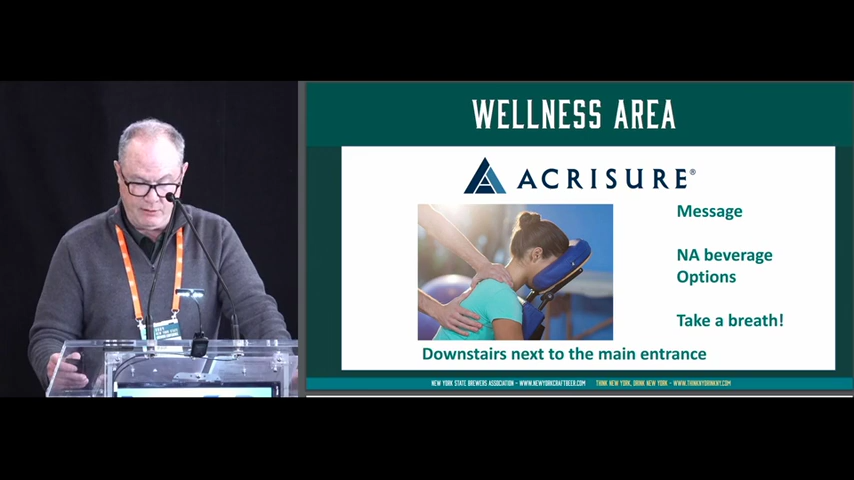 WELLNESS AREA
ACRISURE®
Message
NA beverage
Options
Take a breath!
Downstairs next to the main entrance
NEW YORK STATE BREWERS ASSOCIATION - WWW.NEWYORKCRAFTBEER.COM THINK NEW YORK, DRINK NEW YORK - WWW.THINKNYDRINKNY.COM